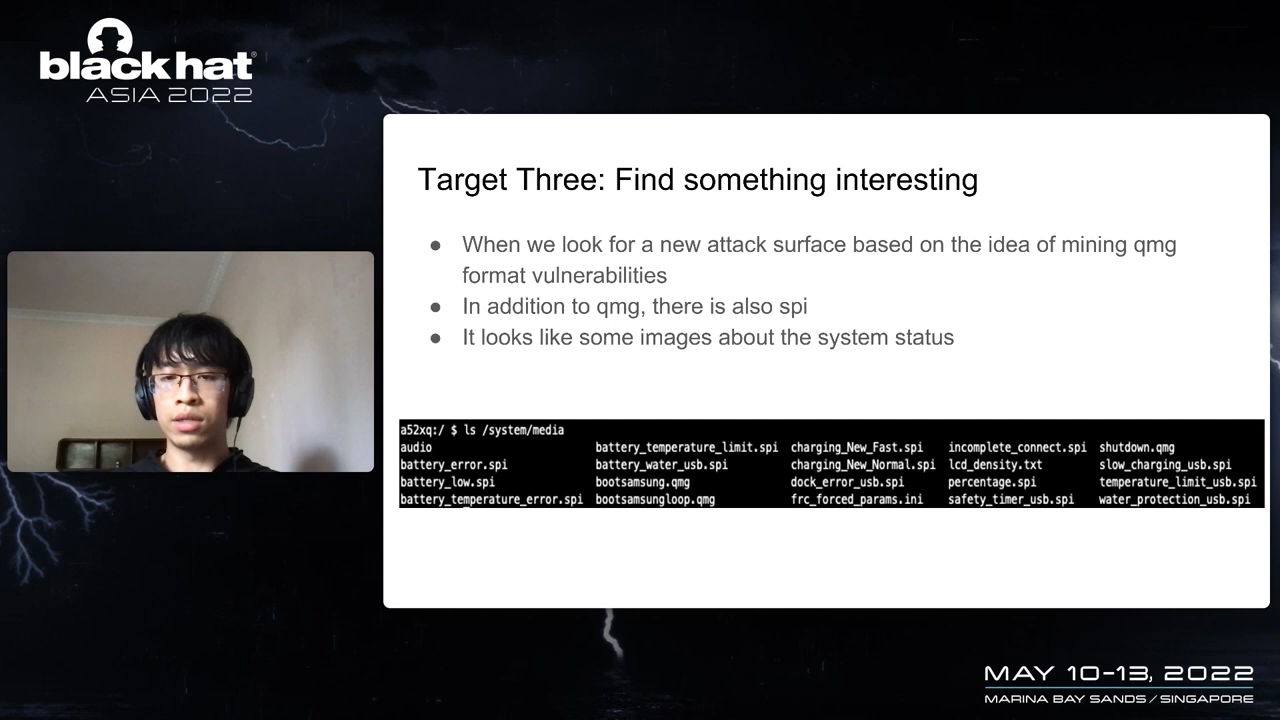 black hat®
ASIA 2022
Target Three: Find something interesting
● When we look for a new attack surface based on the idea of mining qmg
format vulnerabilities
● In addition to qmg, there is also spi
● It looks like some images about the system status
a52xq:/ $ ls /system/media
audio battery_temperature_limit.spi charging_New_Fast.spi incomplete_connect.spi shutdown.qmg
battery_error.spi battery_water_usb.spi charging_New_Normal.spi lcd_density.txt slow_charging_usb.spi
battery_low.spi bootsamsung.qmg dock_error_usb.spi percentage.spi temperature_limit_usb.spi
battery_temperature_error.spi bootsamsungloop.qmg frc_forced_params.ini safety_timer_usb.spi water_protection_usb.spi
MAY 10-13, 2022
MARINA BAY SANDS / SINGAPORE